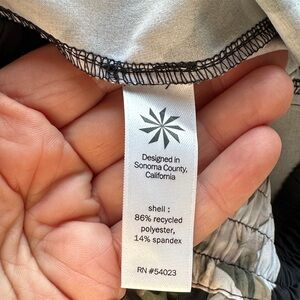 Designed in
Sonoma County,
California
shell :
86% recycled
polyester,
14% spandex
RN #54023